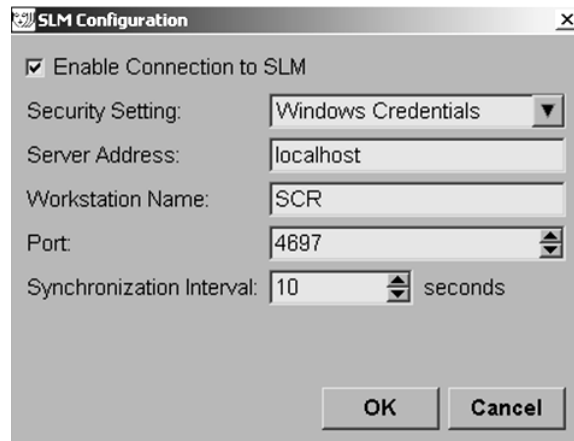 SLM Configuration
Enable Connection to SLM
Security Setting: Windows Credentials
Server Address: localhost
Workstation Name: SCR
Port: 4697
Synchronization Interval: 10 seconds
OK Cancel